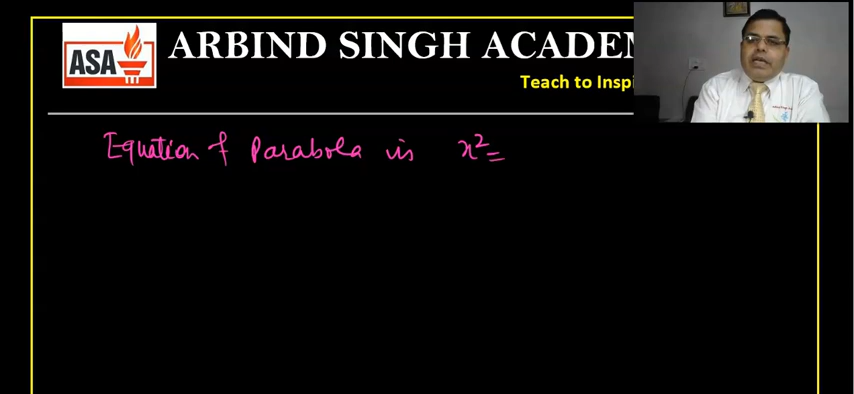 ASA ARBIND SINGH ACADEM
Teach to Inspi
Equation of Parabola is x²=